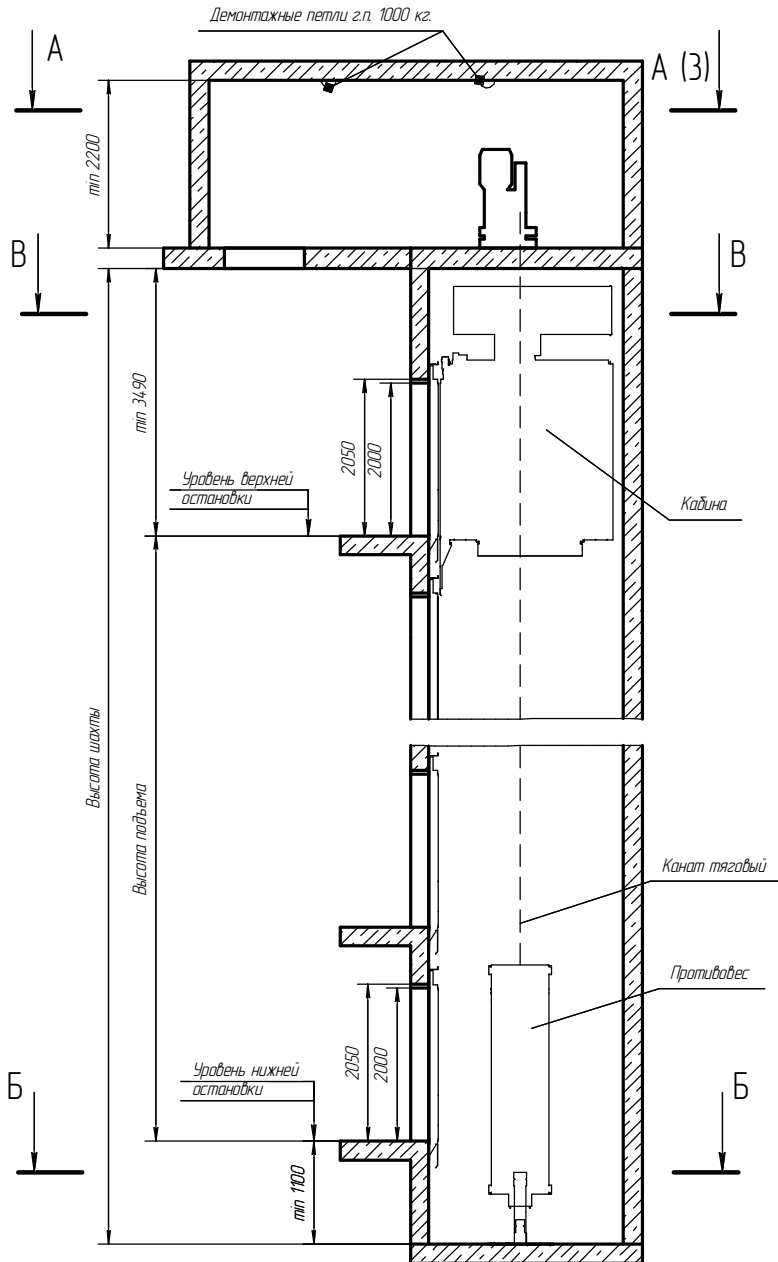 Демонтажные петли г.п. 1000 кг.
А
А (3)
min 2200
В
В
min 3490
2050
2000
Уровень верхней
остановки
Кабина
Высота шахты
Высота подъема
Канат тяговый
Противовес
2050
2000
Уровень нижней
остановки
Б
Б
min 1100